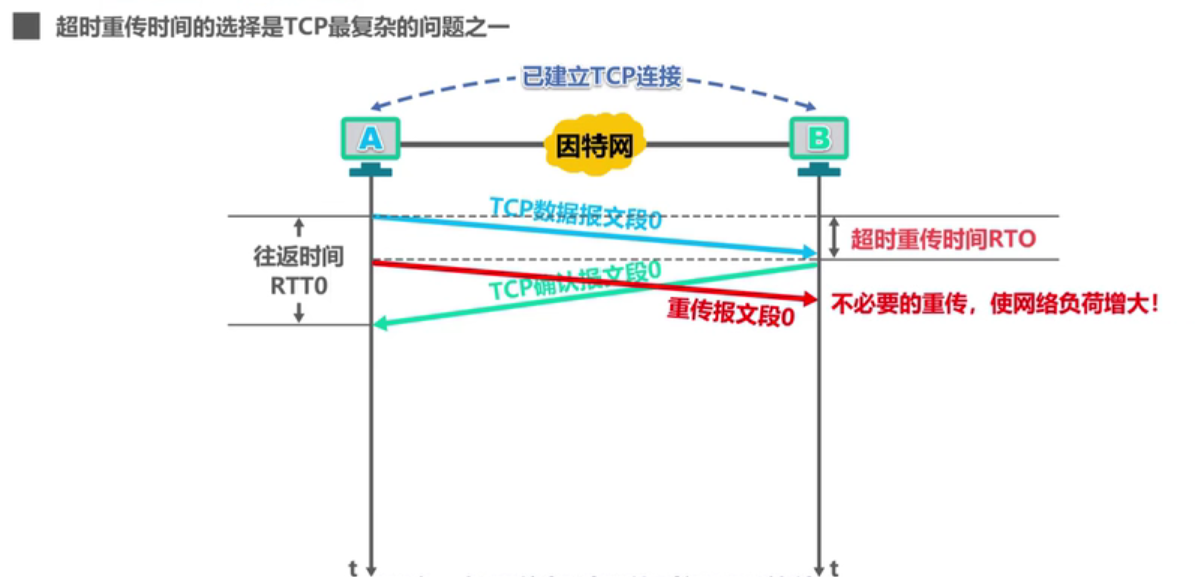 超时重传时间的选择是TCP最复杂的问题之一
已建立TCP连接
A
因特网
B
TCP数据报文段0
超时重传时间RTO
往返时间
RTT0
TCP确认报文段0
重传报文段0
不必要的重传，使网络负荷增大！
t
t